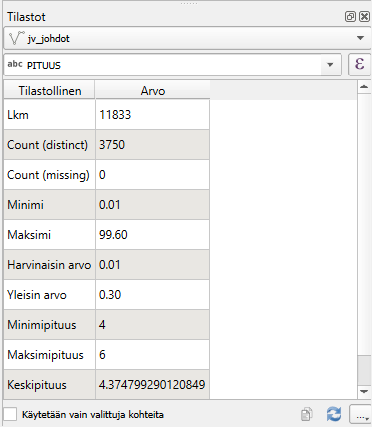 Tilastot
jv_johdot
abc PITUUS
ε
Tilastollinen Arvo
Lkm 11833
Count (distinct) 3750
Count (missing) 0
Minimi 0.01
Maksimi 99.60
Harvinaisin arvo 0.01
Yleisin arvo 0.30
Minimipituus 4
Maksimipituus 6
Keskipituus 4.374799290120849
Käytetään vain valittuja kohteita
...